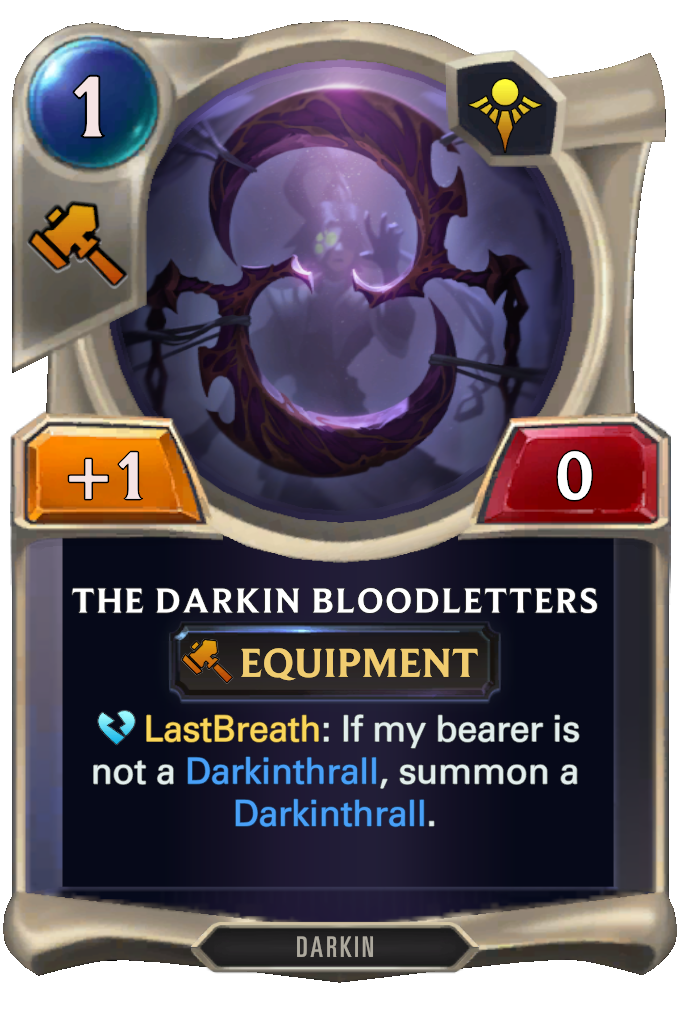 1
+1
0
THE DARKIN BLOODLETTERS
EQUIPMENT
LastBreath: If my bearer is
not a Darkinthrall, summon a
Darkinthrall.
DARKIN